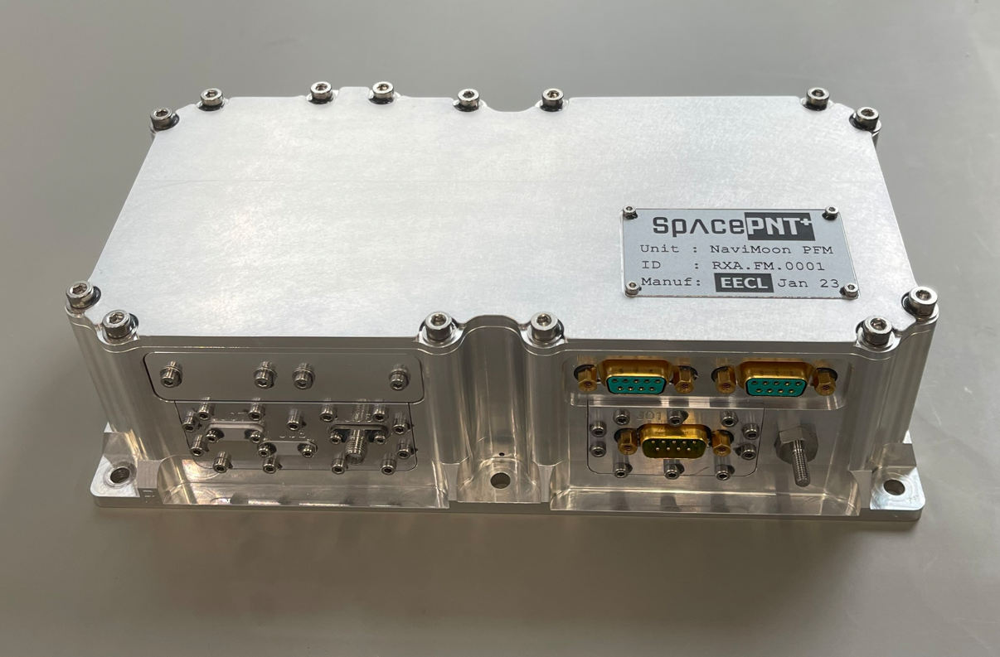 SpacePNT+
Unit : NaviMoon PFM
ID : RXA.FM.0001
Manuf: EECL Jan 23